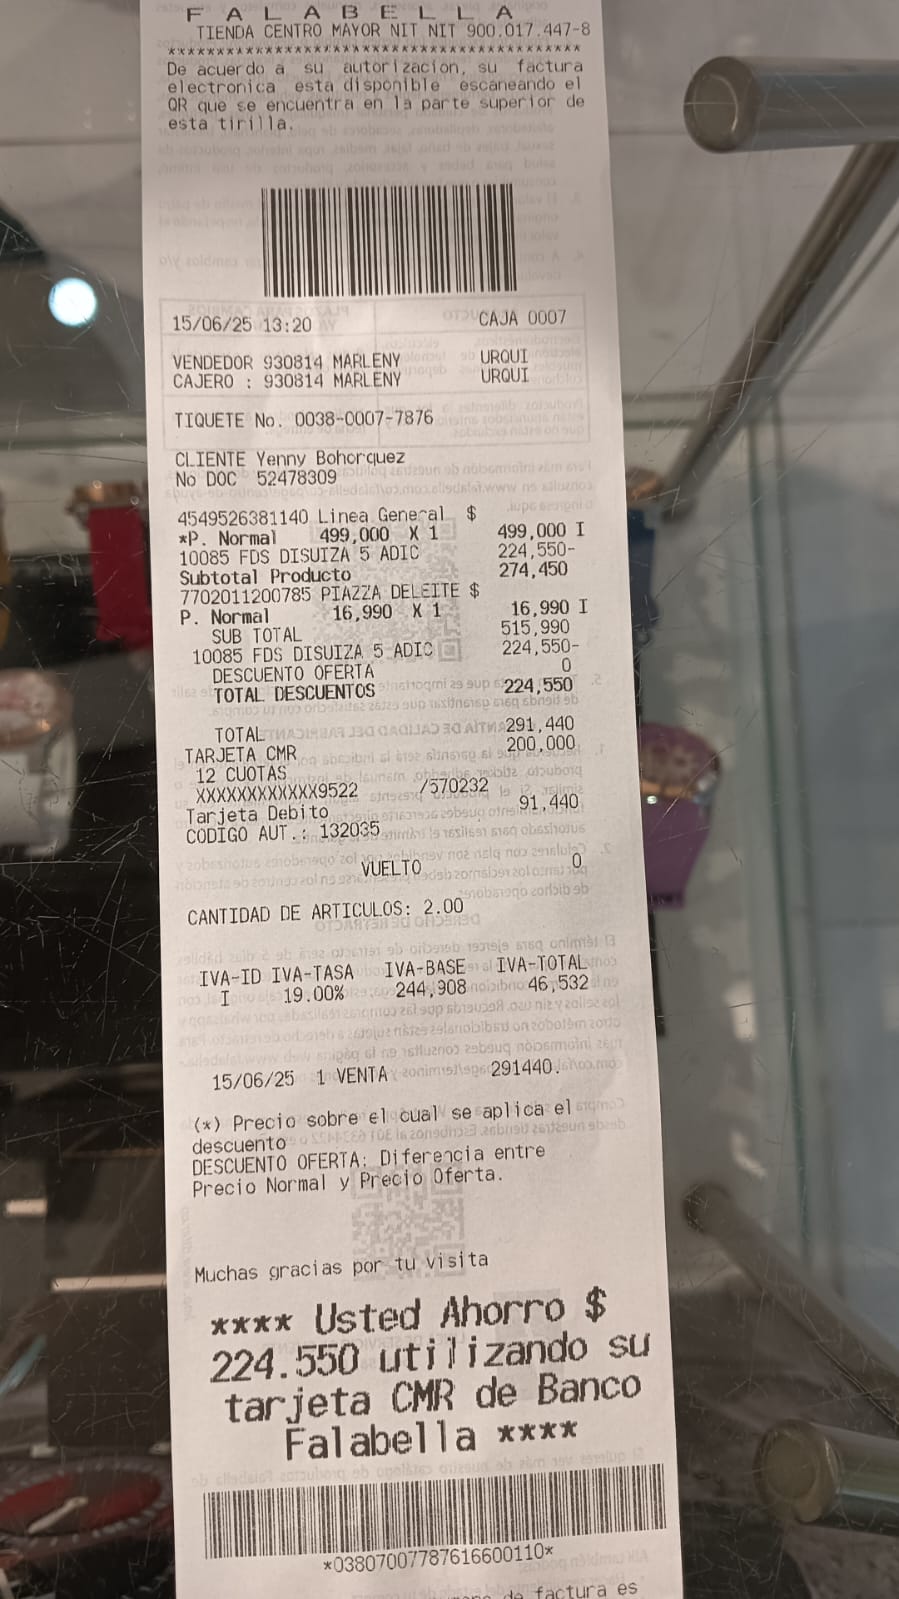 F A L A B E L L A
TIENDA CENTRO MAYOR NIT NIT 900.017.447-8
******************************************
De acuerdo a su autorizacion, su factura
electronica esta disponible escaneando el
QR que se encuentra en la parte superior de
esta tirilla.
15/06/25 13:20 CAJA 0007
VENDEDOR 930814 MARLENY URQUI
CAJERO : 930814 MARLENY URQUI
TIQUETE No. 0038-0007-7876
CLIENTE Yenny Bohorquez
No DOC 52478309
4549526381140 Linea General $
*P. Normal 499,000 X 1 499,000 I
10085 FDS DISUIZA 5 ADIC 224,550-
Subtotal Producto 274,450
7702011200785 PIAZZA DELEITE $
P. Normal 16,990 X 1 16,990 I
SUB TOTAL 515,990
10085 FDS DISUIZA 5 ADIC 224,550-
DESCUENTO OFERTA 0
TOTAL DESCUENTOS 224,550
TOTAL 291,440
TARJETA CMR 200,000
12 CUOTAS
XXXXXXXXXXXX9522 /570232
Tarjeta Debito 91,440
CODIGO AUT.: 132035
VUELTO 0
CANTIDAD DE ARTICULOS: 2.00
IVA-ID IVA-TASA IVA-BASE IVA-TOTAL
I 19.00% 244,908 46,532
15/06/25 1 VENTA 291440.
(*) Precio sobre el cual se aplica el
descuento
DESCUENTO OFERTA: Diferencia entre
Precio Normal y Precio Oferta.
Muchas gracias por tu visita
**** Usted Ahorro $
224.550 utilizando su
tarjeta CMR de Banco
Falabella ****
*03807007787616600110*
de factura es